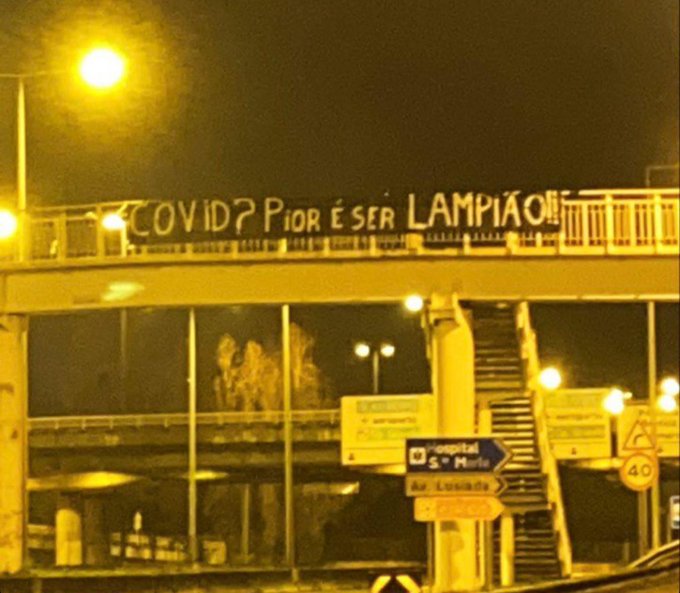 COVID? PIOR É SER LAMPIÃO!!!
Hospital
S.ta Maria
Av. Lusíada
40